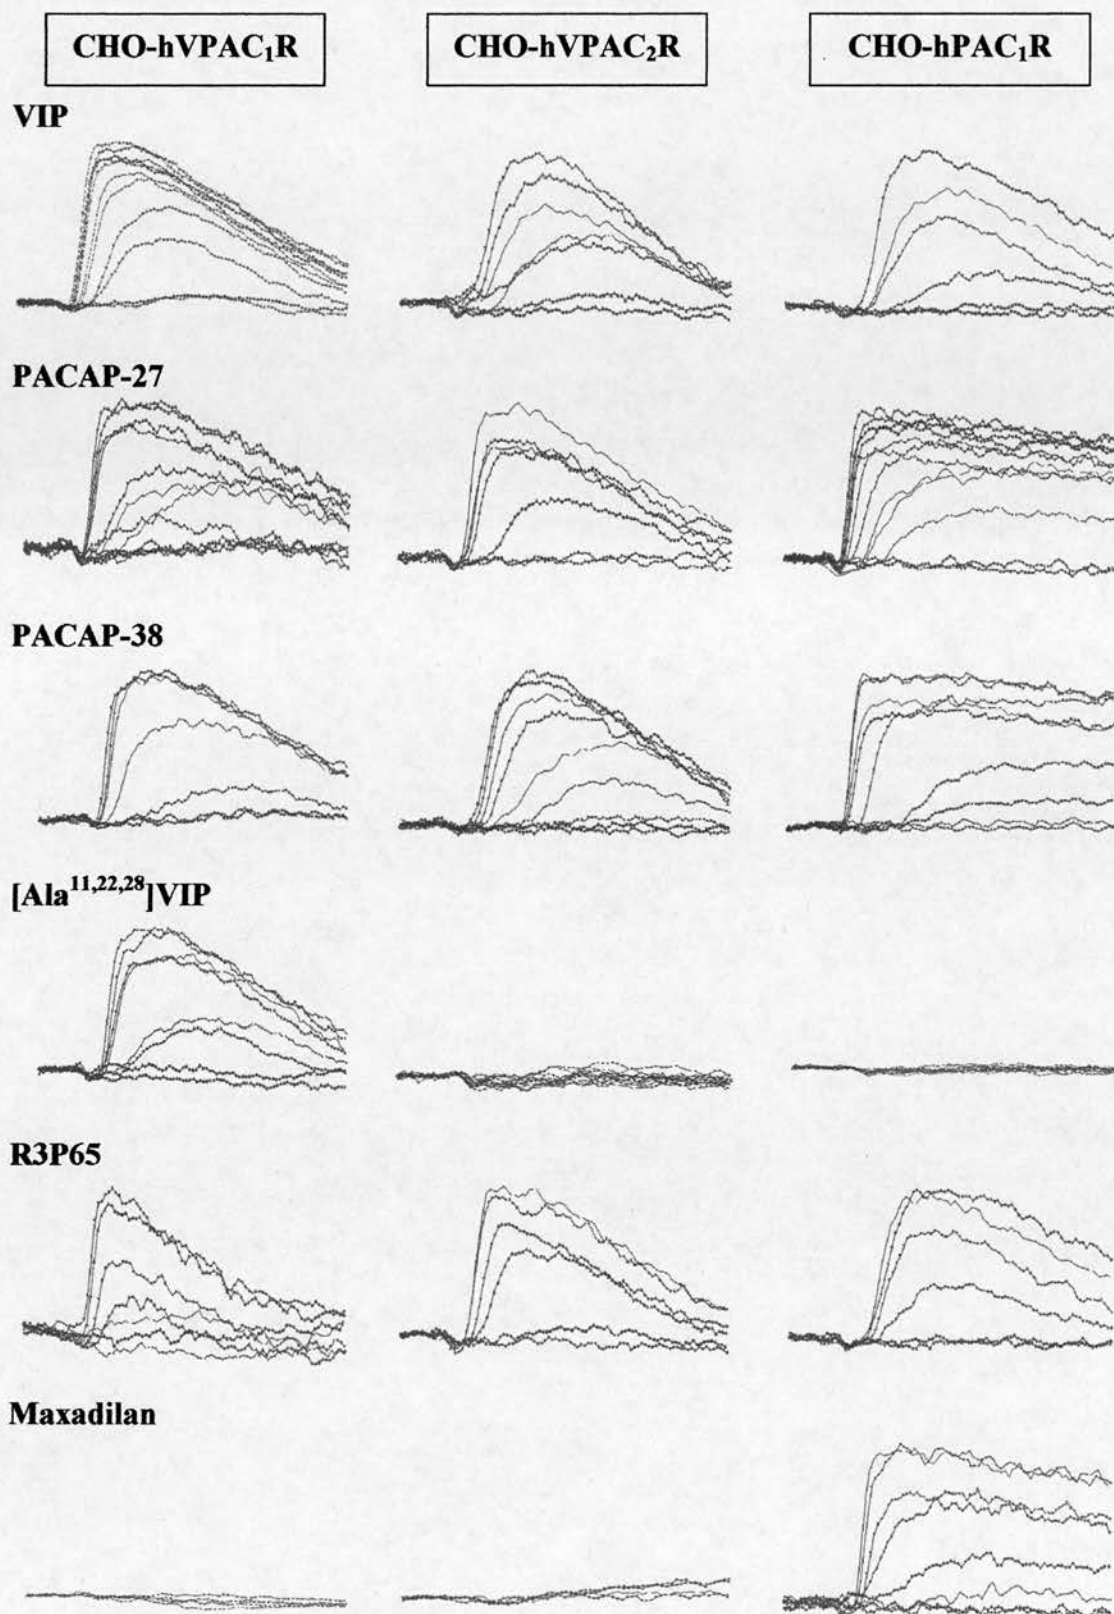 CHO-hVPAC₁R CHO-hVPAC₂R CHO-hPAC₁R
VIP
PACAP-27
PACAP-38
[Ala¹¹,²²,²⁸]VIP
R3P65
Maxadilan